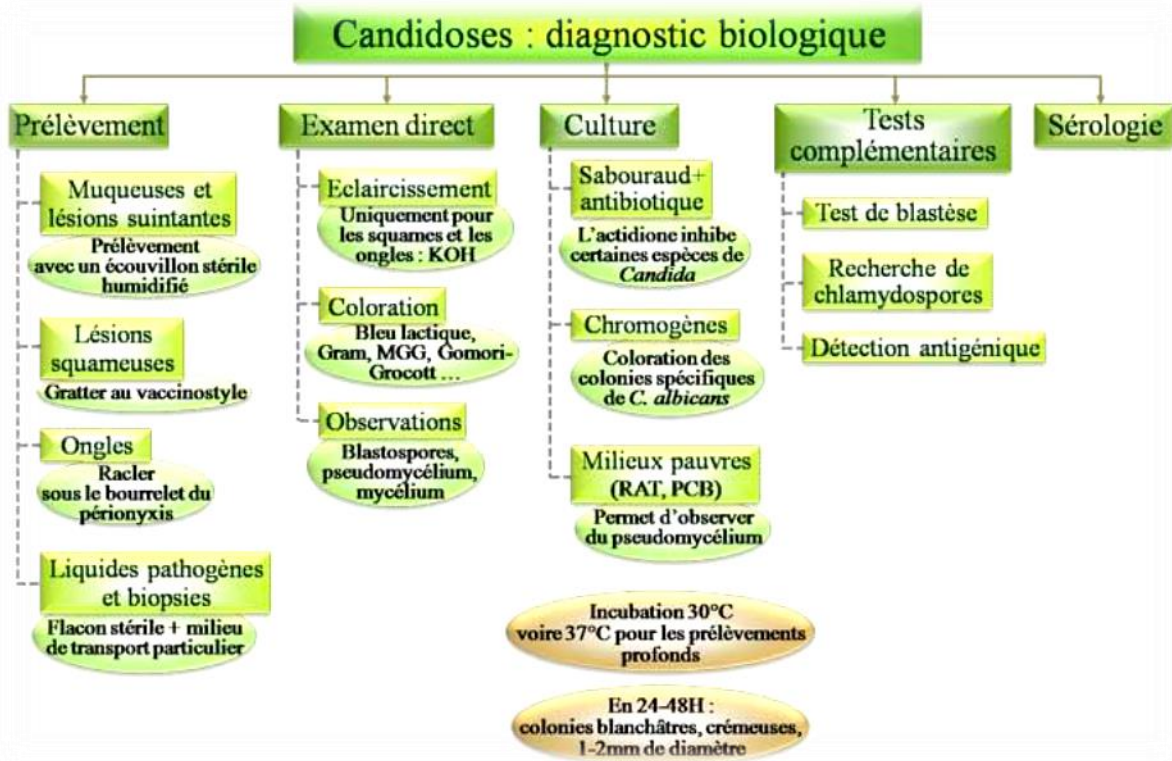 Candidoses : diagnostic biologique
Prélèvement
Muqueuses et
lésions suintantes
Prélèvement
avec un écouvillon stérile
humidifié
Lésions
squameuses
Gratter au vaccinostyle
Ongles
Racler
sous le bourrelet du
périonyxis
Liquides pathogènes
et biopsies
Flacon stérile + milieu
de transport particulier
Examen direct
Eclaircissement
Uniquement pour
les squames et les
ongles : KOH
Coloration
Bleu lactique,
Gram, MGG, Gomori-
Grocott ...
Observations
Blastospores,
pseudomycélium,
mycélium
Culture
Sabouraud+
antibiotique
L'actidione inhibe
certaines espèces de
Candida
Chromogènes
Coloration des
colonies spécifiques
de C. albicans
Milieux pauvres
(RAT, PCB)
Permet d'observer
du pseudomycélium
Incubation 30°C
voire 37°C pour les prélèvements
profonds
En 24-48H :
colonies blanchâtres, crémeuses,
1-2mm de diamètre
Tests
complémentaires
Test de blastèse
Recherche de
chlamydospores
Détection antigénique
Sérologie